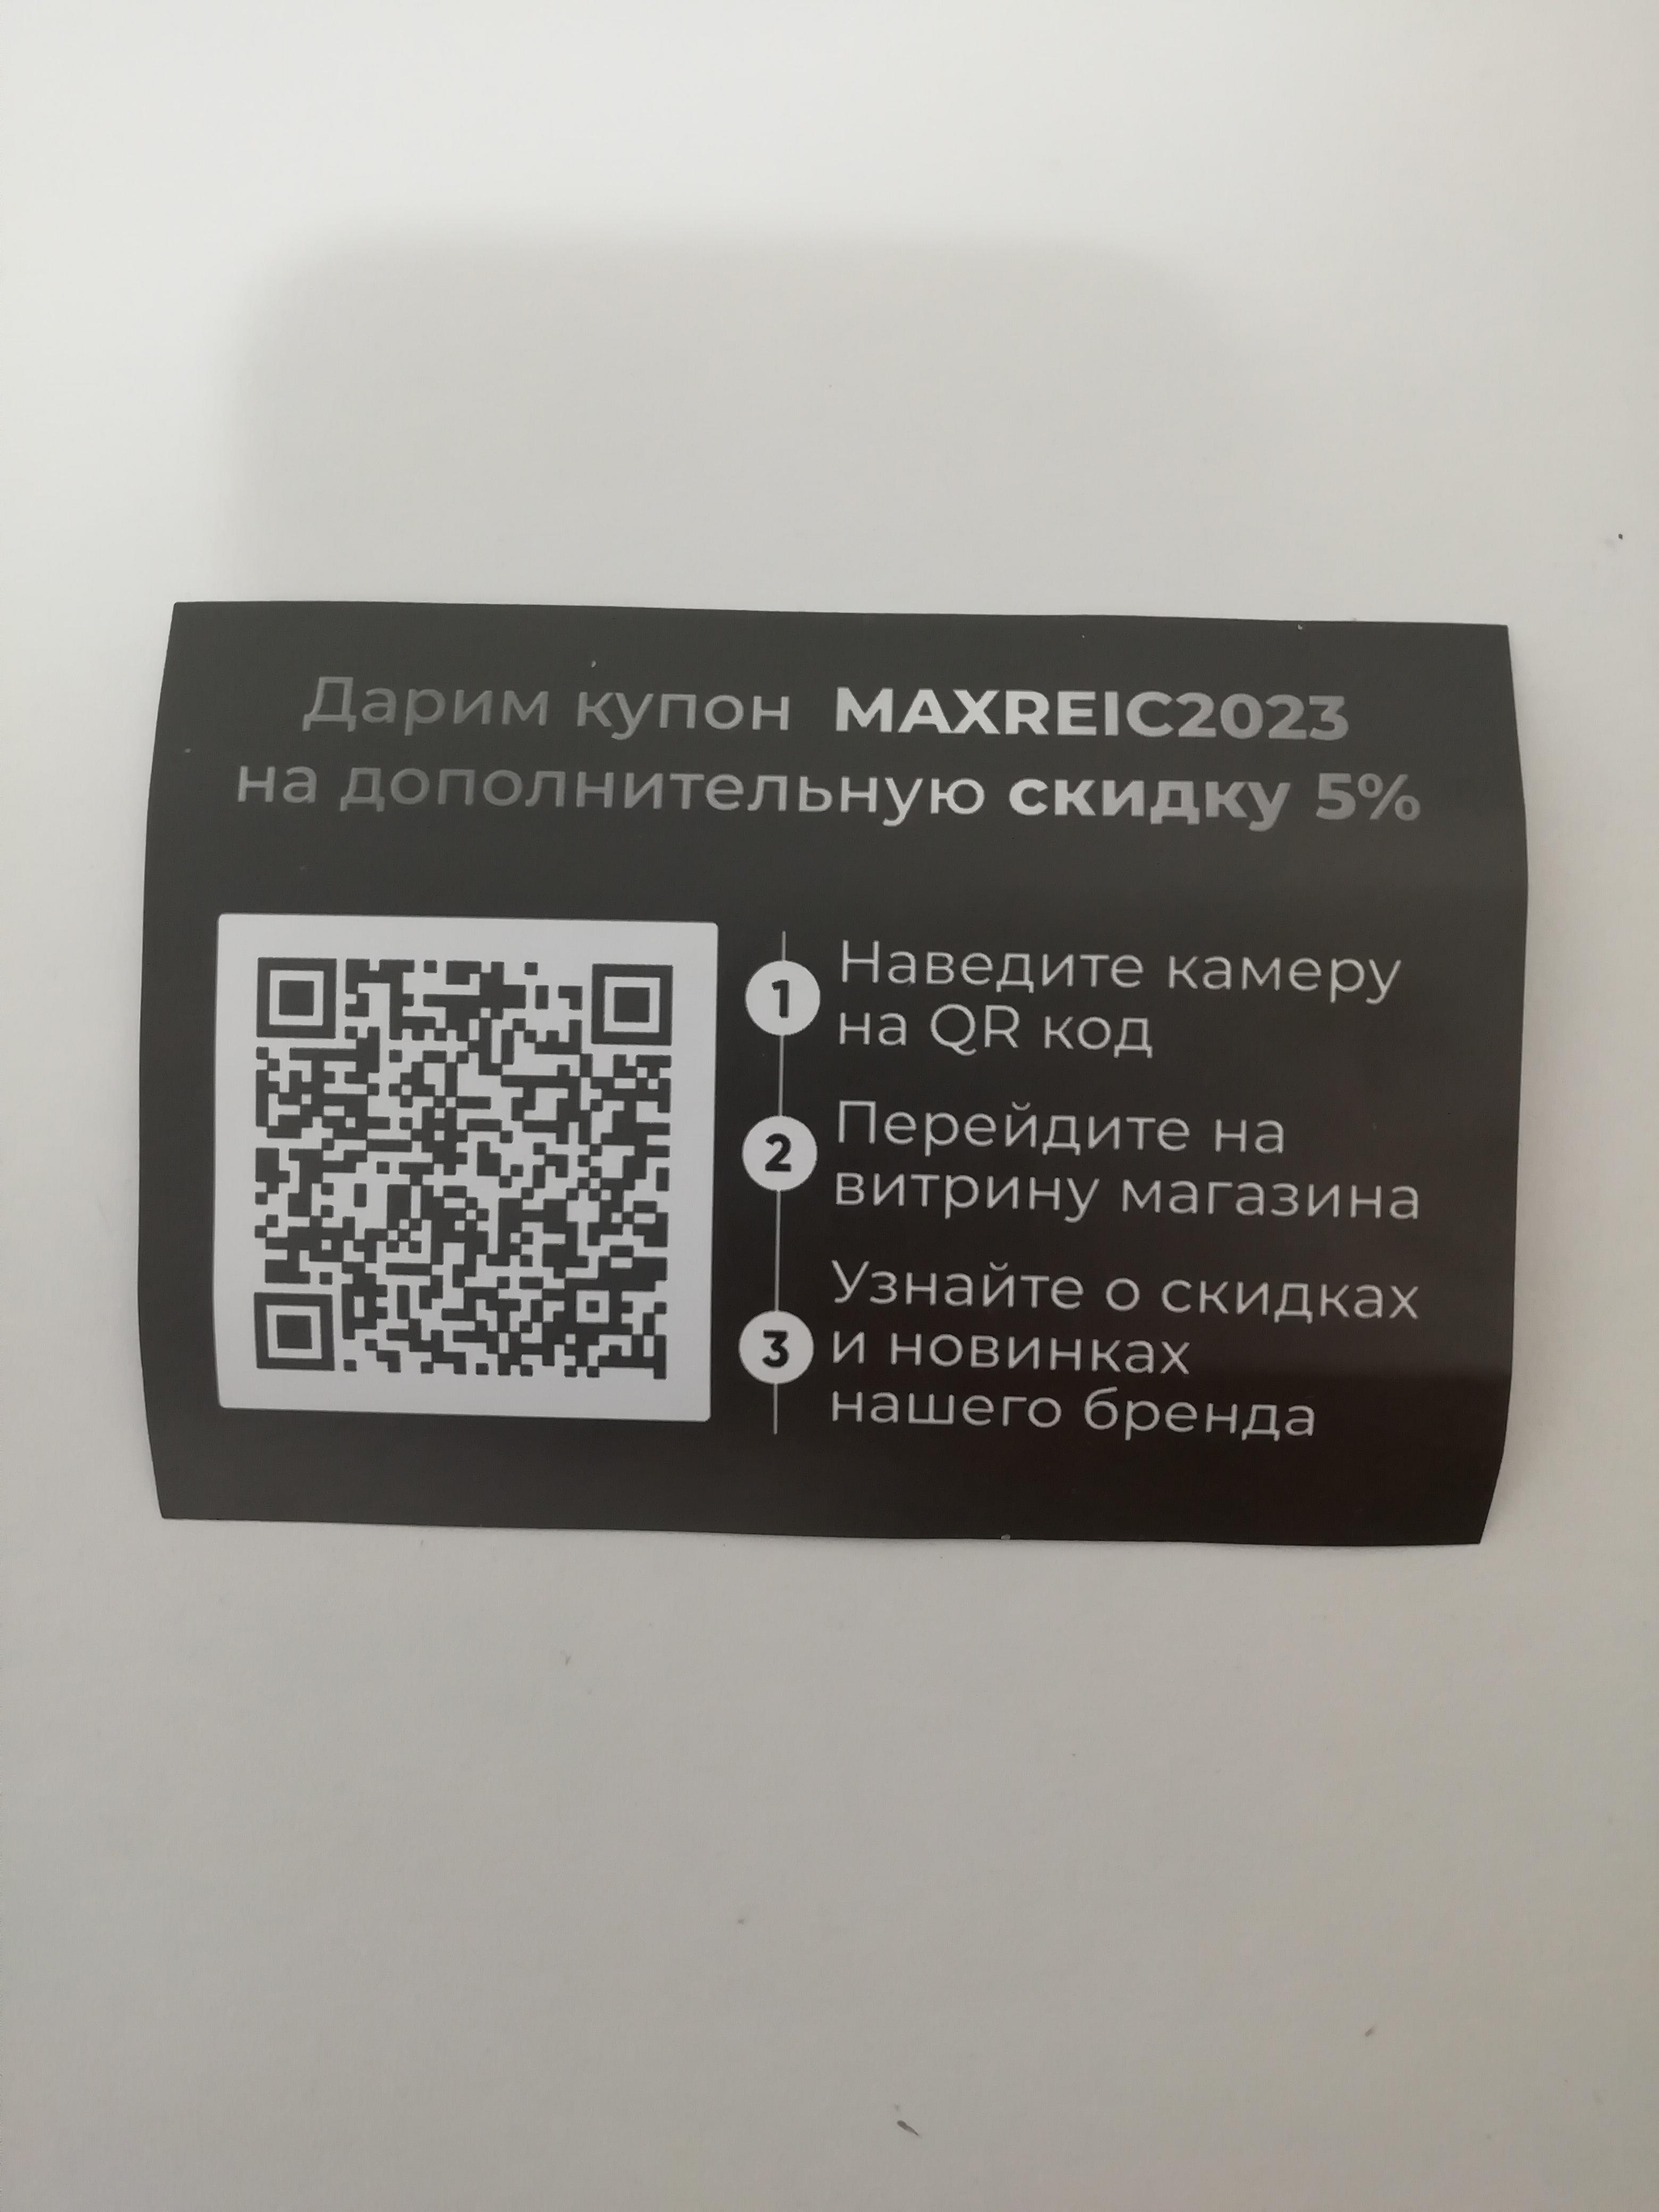 Дарим купон MAXREIC2023
на дополнительную скидку 5%
1
Наведите камеру
на QR код
2
Перейдите на
витрину магазина
3
Узнайте о скидках
и новинках
нашего бренда